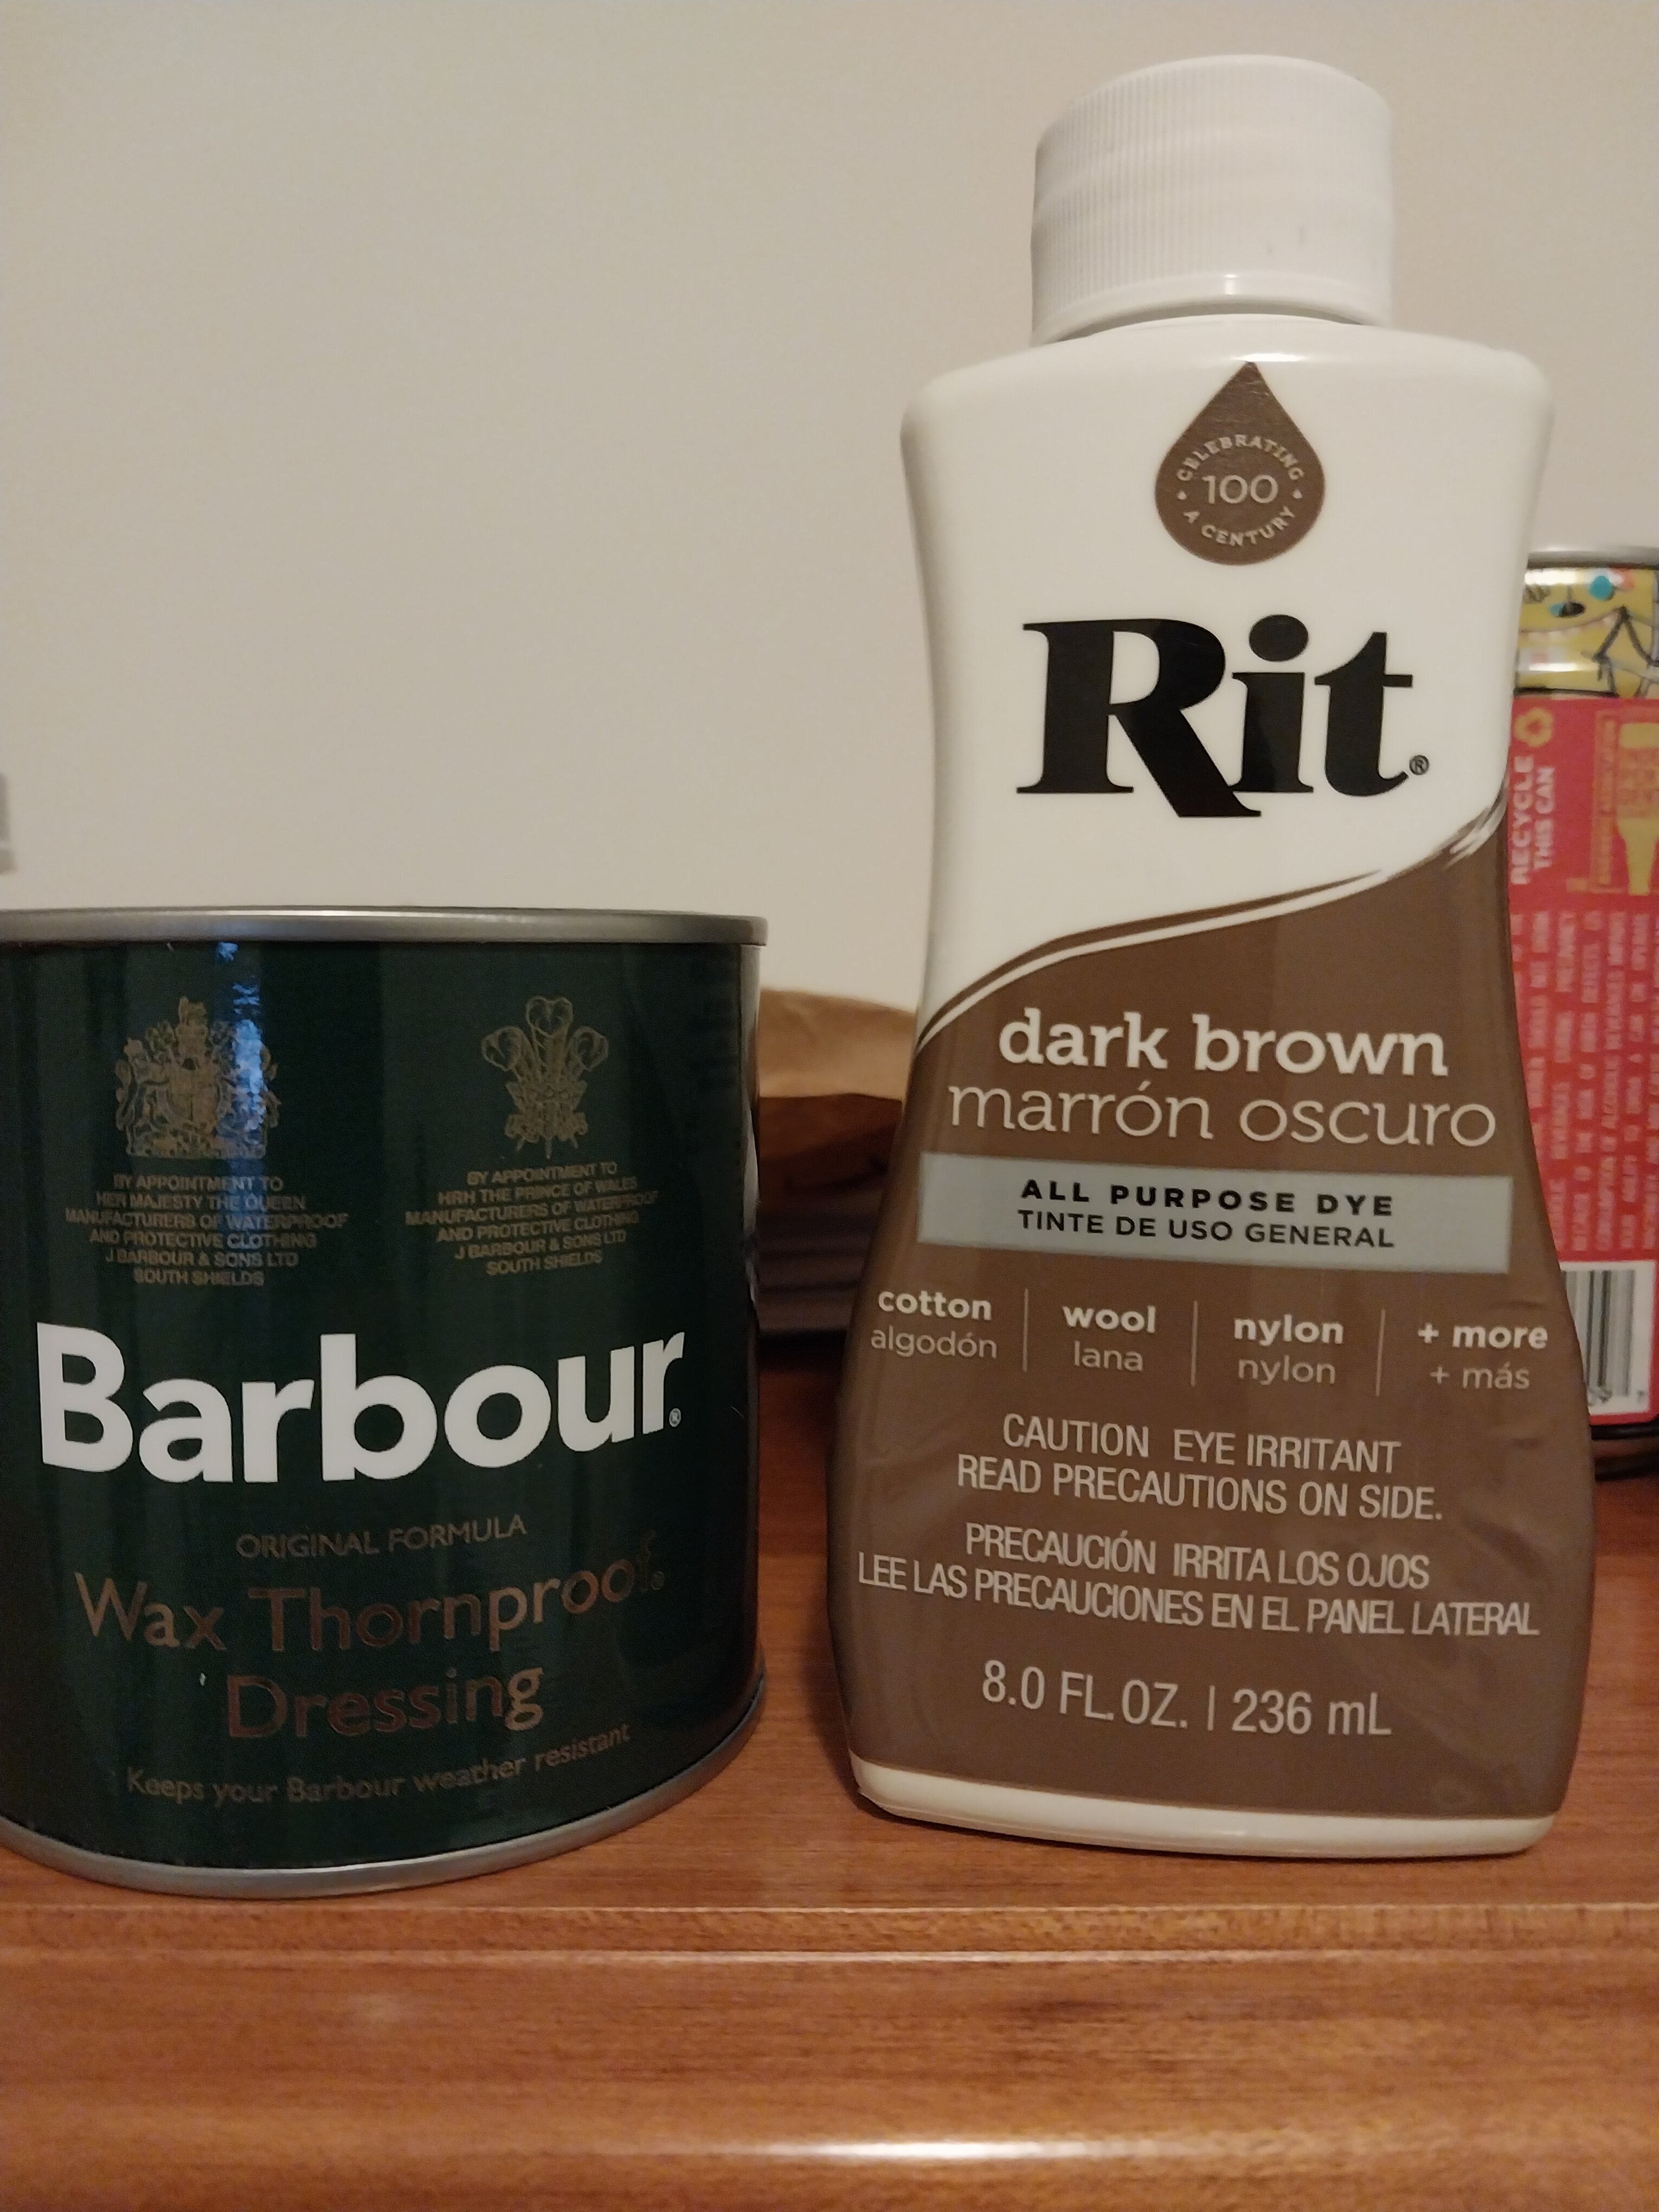 BY APPOINTMENT TO
HER MAJESTY THE QUEEN
MANUFACTURERS OF WATERPROOF
AND PROTECTIVE CLOTHING
J BARBOUR & SONS LTD
SOUTH SHIELDS
BY APPOINTMENT TO
HRH THE PRINCE OF WALES
MANUFACTURERS OF WATERPROOF
AND PROTECTIVE CLOTHING
J BARBOUR & SONS LTD
SOUTH SHIELDS
Barbour®
ORIGINAL FORMULA
Wax Thornproof®
Dressing
Keeps your Barbour weather resistant
CELEBRATING
100
A CENTURY
Rit®
dark brown
marrón oscuro
ALL PURPOSE DYE
TINTE DE USO GENERAL
cotton wool nylon + more
algodón lana nylon + más
CAUTION EYE IRRITANT
READ PRECAUTIONS ON SIDE.
PRECAUCIÓN IRRITA LOS OJOS
LEE LAS PRECAUCIONES EN EL PANEL LATERAL
8.0 FL.OZ. | 236 mL
RECYCLE
THIS CAN